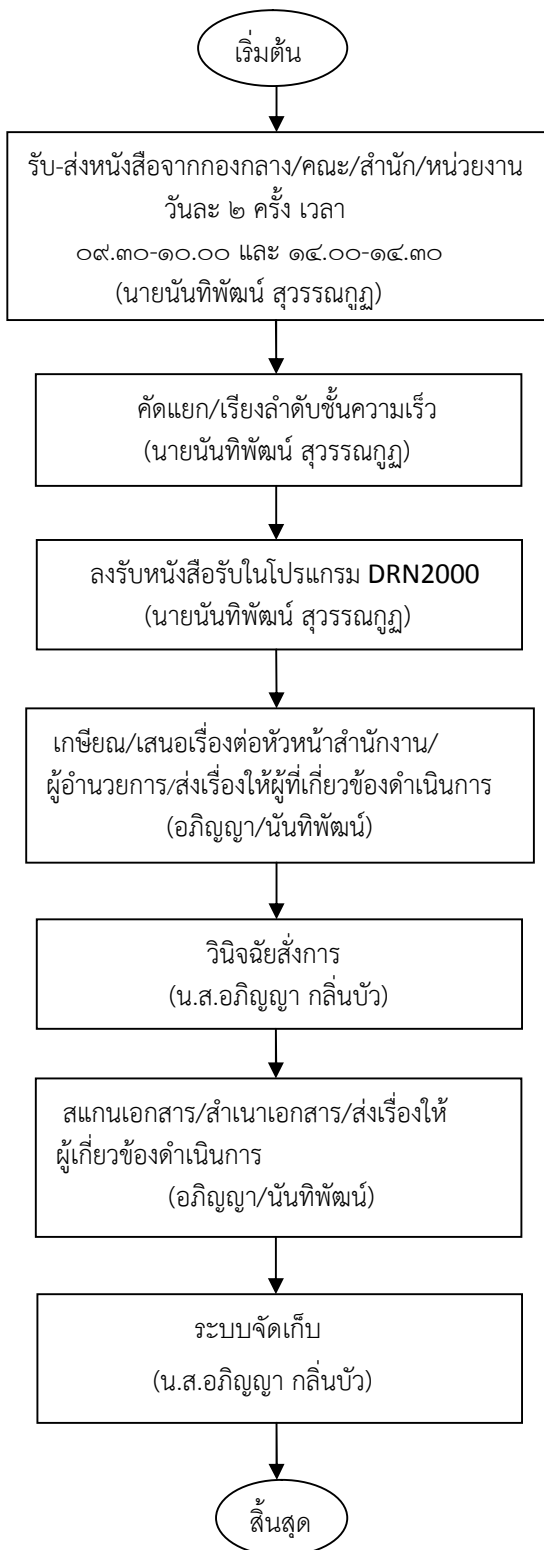 เริ่มต้น
รับ-ส่งหนังสือจากกองกลาง/คณะ/สำนัก/หน่วยงาน
วันละ ๒ ครั้ง เวลา
๐๙.๓๐-๑๐.๐๐ และ ๑๔.๐๐-๑๔.๓๐
(นายนันทิพัฒน์ สุวรรณกูฏ)
คัดแยก/เรียงลำดับชั้นความเร็ว
(นายนันทิพัฒน์ สุวรรณกูฏ)
ลงรับหนังสือรับในโปรแกรม DRN2000
(นายนันทิพัฒน์ สุวรรณกูฏ)
เกษียณ/เสนอเรื่องต่อหัวหน้าสำนักงาน/
ผู้อำนวยการ/ส่งเรื่องให้ผู้ที่เกี่ยวข้องดำเนินการ
(อภิญญา/นันทิพัฒน์)
วินิจฉัยสั่งการ
(น.ส.อภิญญา กลิ่นบัว)
สแกนเอกสาร/สำเนาเอกสาร/ส่งเรื่องให้
ผู้เกี่ยวข้องดำเนินการ
(อภิญญา/นันทิพัฒน์)
ระบบจัดเก็บ
(น.ส.อภิญญา กลิ่นบัว)
สิ้นสุด